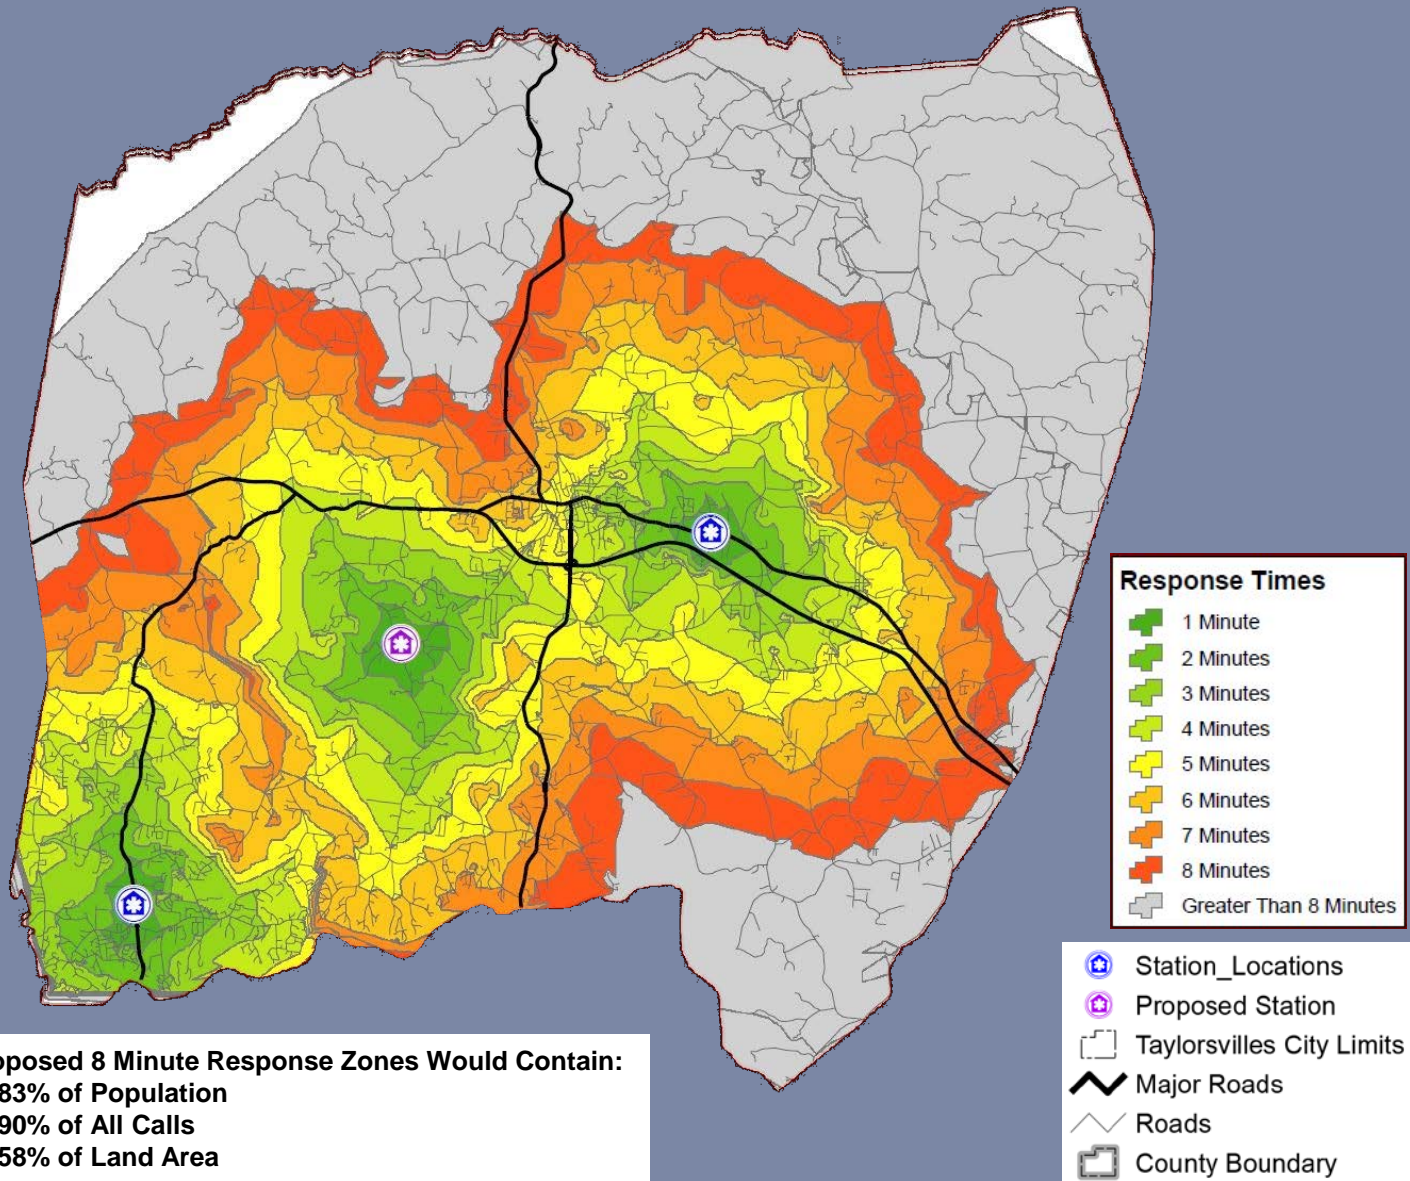 Response Times
1 Minute
2 Minutes
3 Minutes
4 Minutes
5 Minutes
6 Minutes
7 Minutes
8 Minutes
Greater Than 8 Minutes
Station_Locations
Proposed Station
Taylorsvilles City Limits
Major Roads
Roads
County Boundary
oposed 8 Minute Response Zones Would Contain:
83% of Population
90% of All Calls
58% of Land Area